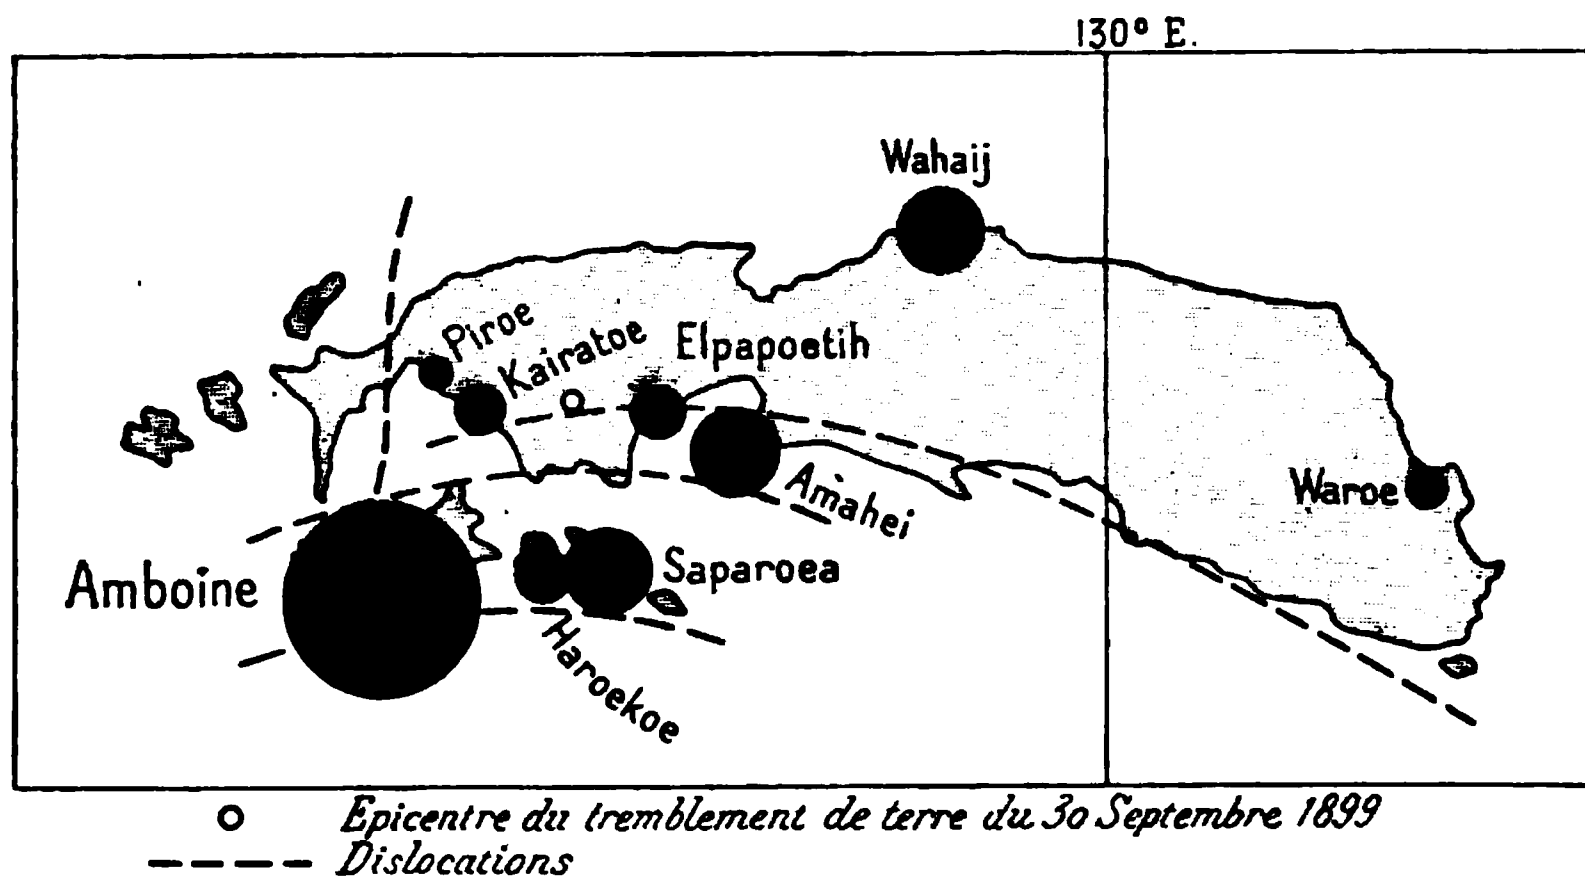 130° E.
Wahaij
Piroe
Kairatoe
Elpapoetih
Amahei
Waroe
Amboine
Saparoea
Haroekoe
Epicentre du tremblement de terre du 30 Septembre 1899
Dislocations